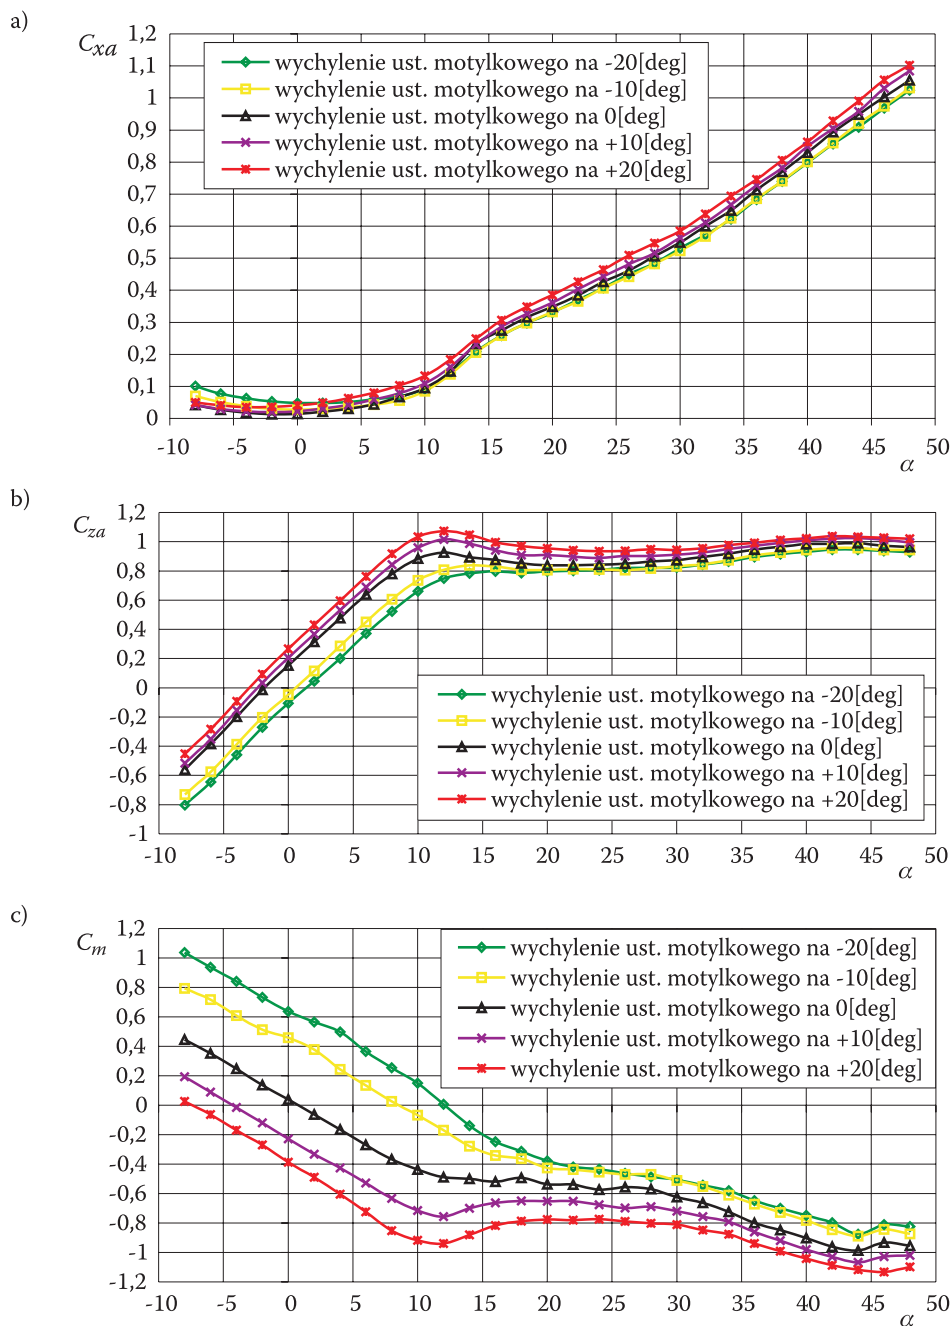 a)
Cxa
1,2
1,1
1
0,9
0,8
0,7
0,6
0,5
0,4
0,3
0,2
0,1
0
wychylenie ust. motylkowego na -20[deg]
wychylenie ust. motylkowego na -10[deg]
wychylenie ust. motylkowego na 0[deg]
wychylenie ust. motylkowego na +10[deg]
wychylenie ust. motylkowego na +20[deg]
-10 -5 0 5 10 15 20 25 30 35 40 45 50
α
b)
Cza
1,2
1
0,8
0,6
0,4
0,2
0
-0,2
-0,4
-0,6
-0,8
-1
wychylenie ust. motylkowego na -20[deg]
wychylenie ust. motylkowego na -10[deg]
wychylenie ust. motylkowego na 0[deg]
wychylenie ust. motylkowego na +10[deg]
wychylenie ust. motylkowego na +20[deg]
-10 -5 0 5 10 15 20 25 30 35 40 45 50
α
c)
Cm
1,2
1
0,8
0,6
0,4
0,2
0
-0,2
-0,4
-0,6
-0,8
-1
-1,2
wychylenie ust. motylkowego na -20[deg]
wychylenie ust. motylkowego na -10[deg]
wychylenie ust. motylkowego na 0[deg]
wychylenie ust. motylkowego na +10[deg]
wychylenie ust. motylkowego na +20[deg]
-10 -5 0 5 10 15 20 25 30 35 40 45 50
α